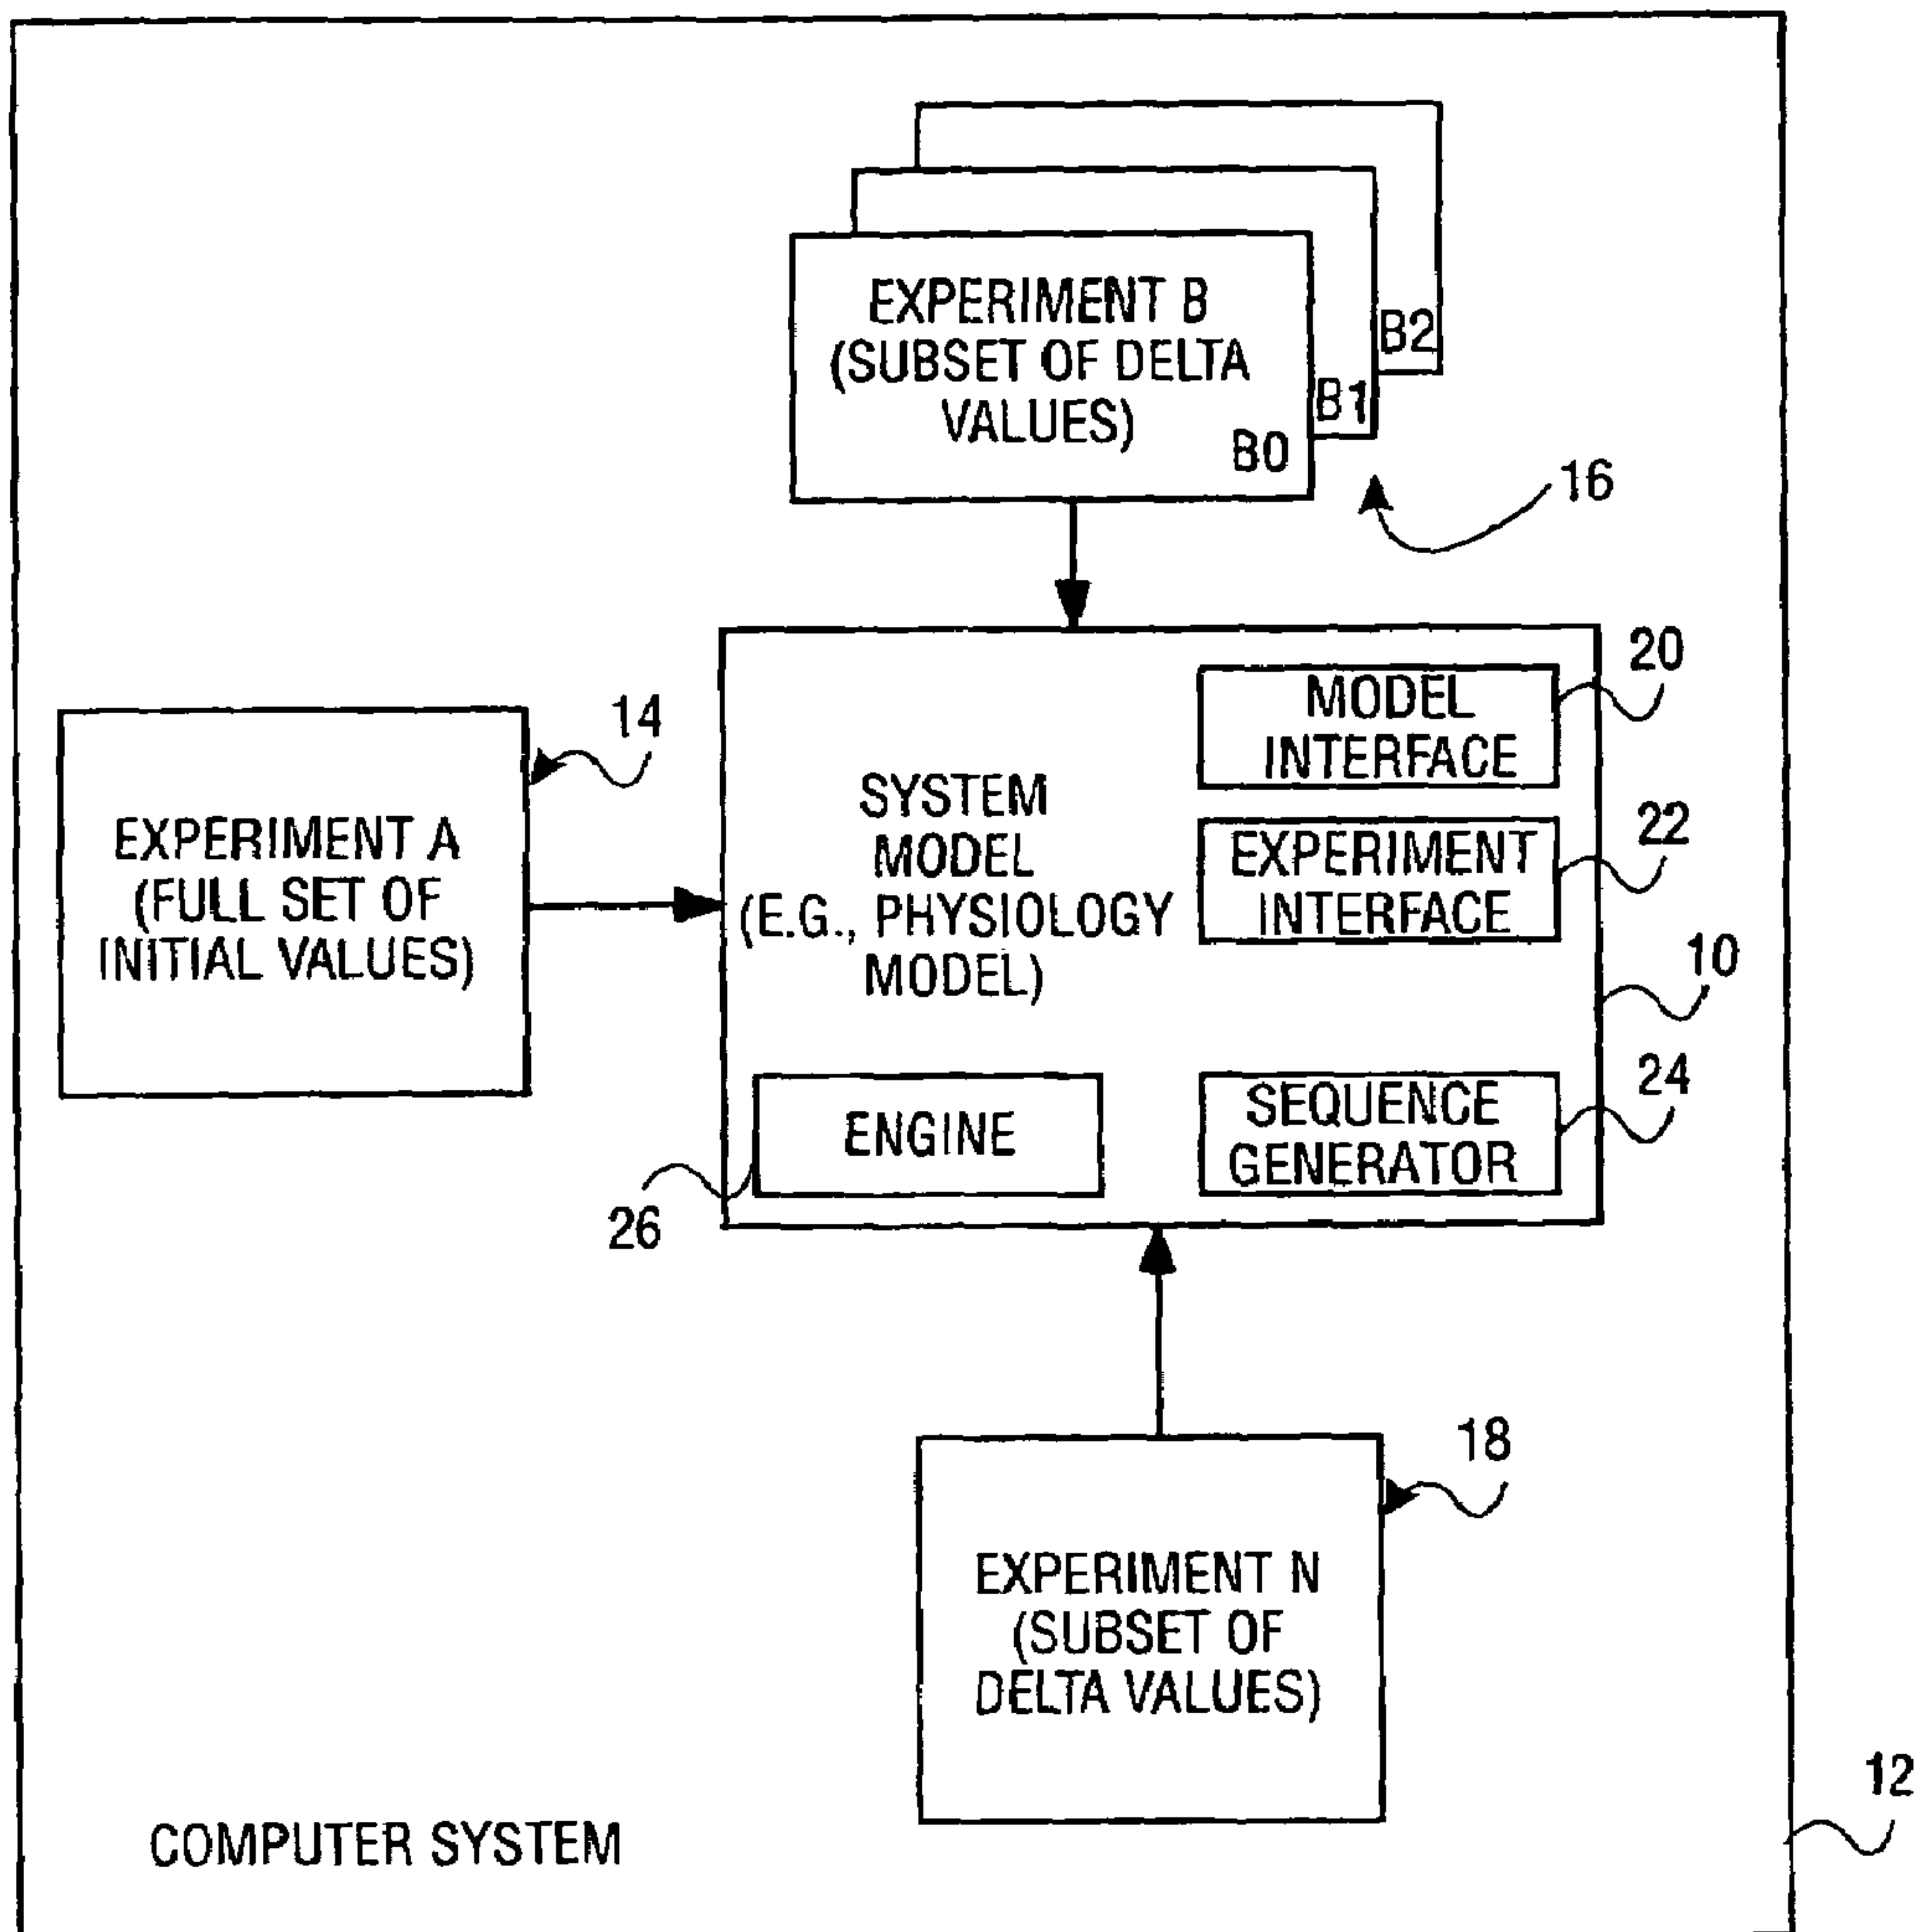 EXPERIMENT B
(SUBSET OF DELTA
VALUES)
B0
B1
B2
16
EXPERIMENT A
(FULL SET OF
INITIAL VALUES)
14
SYSTEM
MODEL
(E.G., PHYSIOLOGY
MODEL)
MODEL
INTERFACE
20
EXPERIMENT
INTERFACE
22
10
ENGINE
26
SEQUENCE
GENERATOR
24
EXPERIMENT N
(SUBSET OF
DELTA VALUES)
18
COMPUTER SYSTEM
12